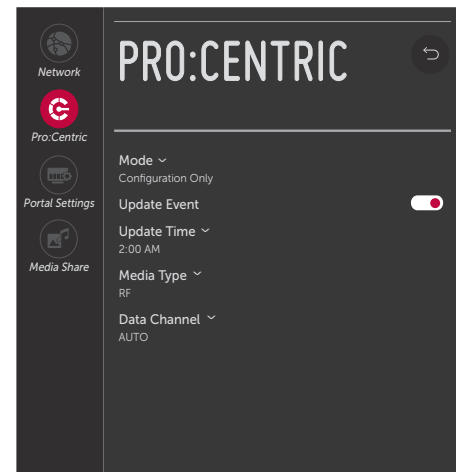 Network
Pro:Centric
Portal Settings
Media Share
PRO:CENTRIC
Mode
Configuration Only
Update Event
Update Time
2:00 AM
Media Type
RF
Data Channel
AUTO